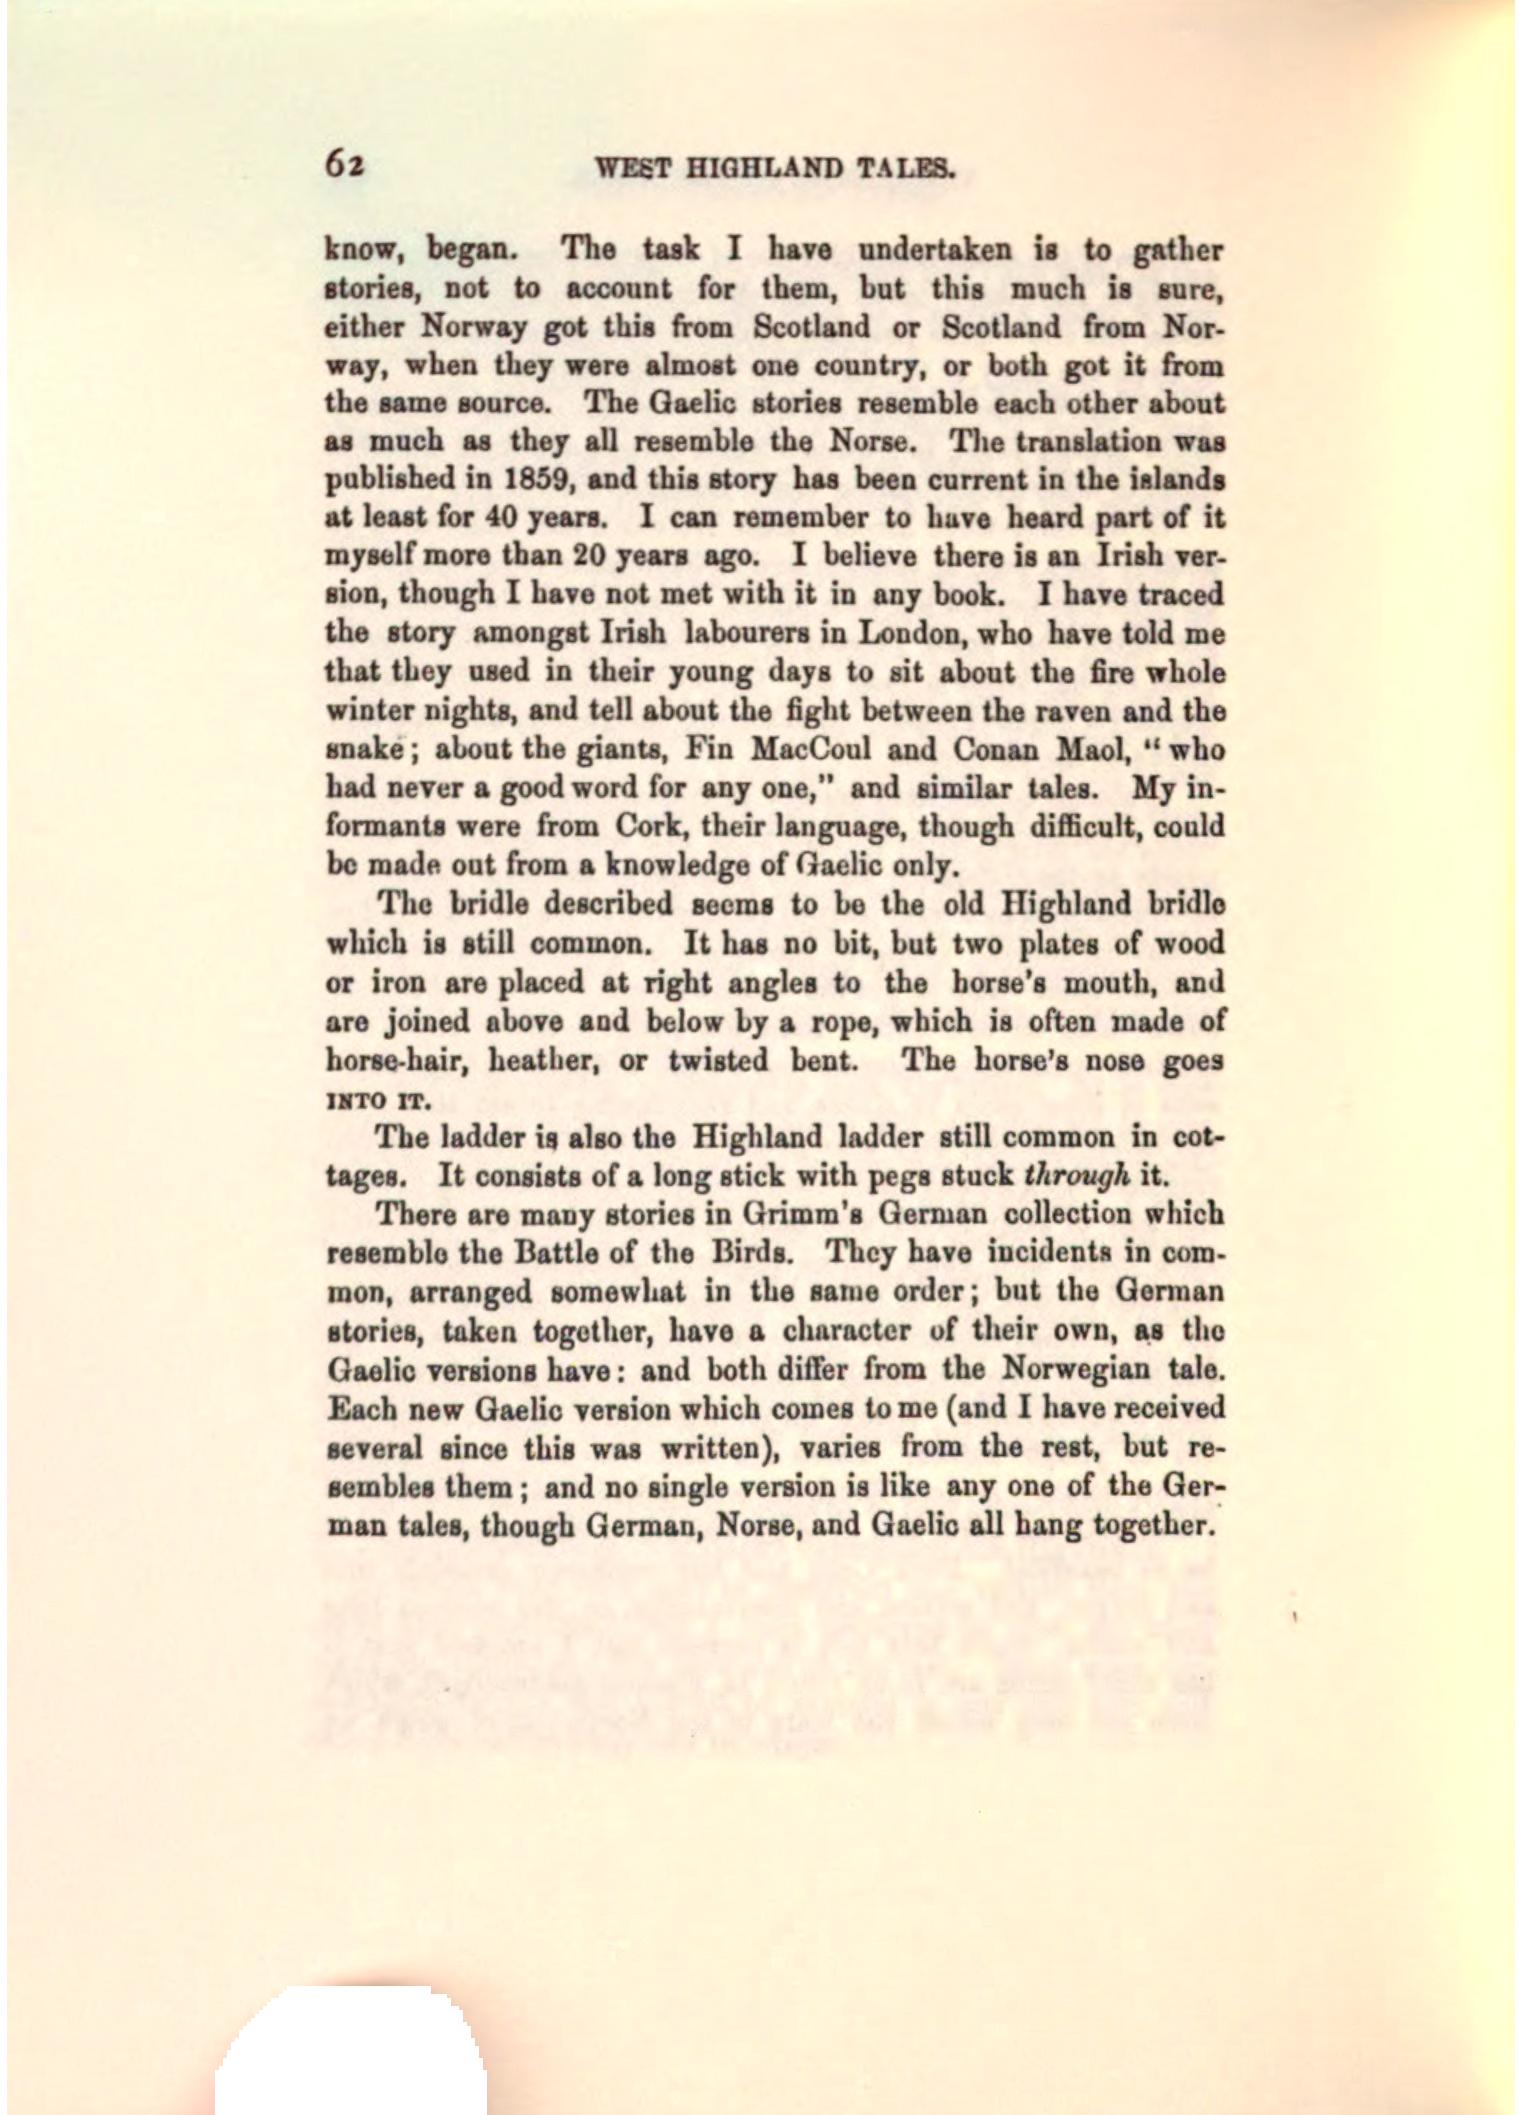 62 WEST HIGHLAND TALES.
know, began. The task I have undertaken is to gather
stories, not to account for them, but this much is sure,
either Norway got this from Scotland or Scotland from Nor-
way, when they were almost one country, or both got it from
the same source. The Gaelic stories resemble each other about
as much as they all resemble the Norse. The translation was
published in 1859, and this story has been current in the islands
at least for 40 years. I can remember to have heard part of it
myself more than 20 years ago. I believe there is an Irish ver-
sion, though I have not met with it in any book. I have traced
the story amongst Irish labourers in London, who have told me
that they used in their young days to sit about the fire whole
winter nights, and tell about the fight between the raven and the
snake; about the giants, Fin MacCoul and Conan Maol, "who
had never a good word for any one," and similar tales. My in-
formants were from Cork, their language, though difficult, could
be made out from a knowledge of Gaelic only.
The bridle described seems to be the old Highland bridle
which is still common. It has no bit, but two plates of wood
or iron are placed at right angles to the horse's mouth, and
are joined above and below by a rope, which is often made of
horse-hair, heather, or twisted bent. The horse's nose goes
INTO IT.
The ladder is also the Highland ladder still common in cot-
tages. It consists of a long stick with pegs stuck through it.
There are many stories in Grimm's German collection which
resemble the Battle of the Birds. They have incidents in com-
mon, arranged somewhat in the same order; but the German
stories, taken together, have a character of their own, as the
Gaelic versions have: and both differ from the Norwegian tale.
Each new Gaelic version which comes to me (and I have received
several since this was written), varies from the rest, but re-
sembles them; and no single version is like any one of the Ger-
man tales, though German, Norse, and Gaelic all hang together.